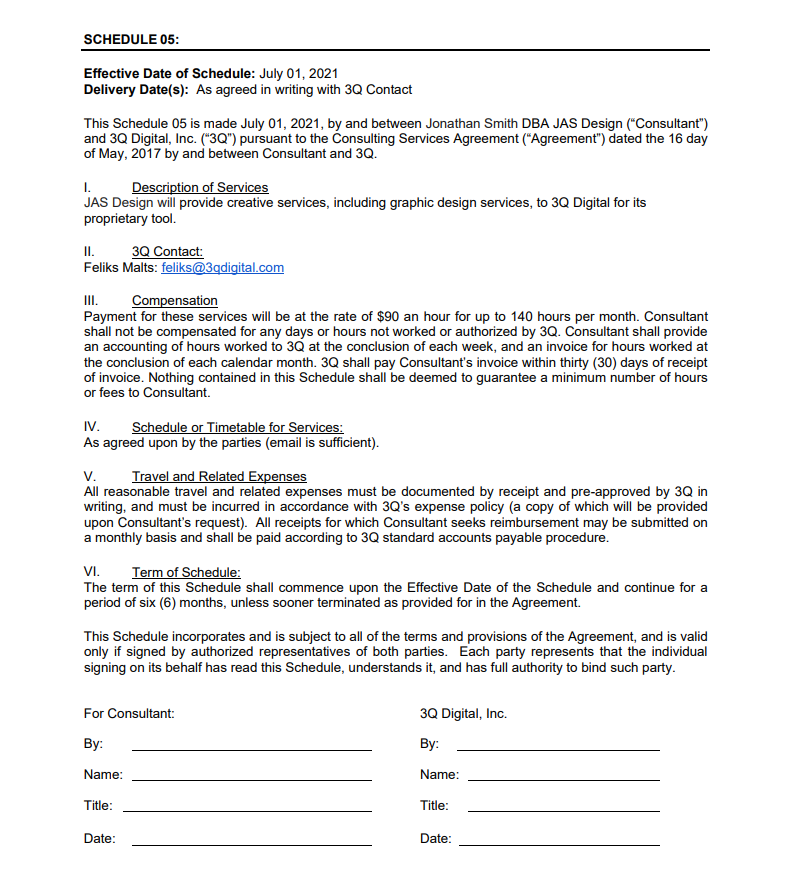 SCHEDULE 05:
Effective Date of Schedule: July 01, 2021
Delivery Date(s): As agreed in writing with 3Q Contact
This Schedule 05 is made July 01, 2021, by and between Jonathan Smith DBA JAS Design (“Consultant”)
and 3Q Digital, Inc. (“3Q”) pursuant to the Consulting Services Agreement (“Agreement”) dated the 16 day
of May, 2017 by and between Consultant and 3Q.
I. Description of Services
JAS Design will provide creative services, including graphic design services, to 3Q Digital for its
proprietary tool.
II. 3Q Contact:
Feliks Malts: feliks@3qdigital.com
III. Compensation
Payment for these services will be at the rate of $90 an hour for up to 140 hours per month. Consultant
shall not be compensated for any days or hours not worked or authorized by 3Q. Consultant shall provide
an accounting of hours worked to 3Q at the conclusion of each week, and an invoice for hours worked at
the conclusion of each calendar month. 3Q shall pay Consultant’s invoice within thirty (30) days of receipt
of invoice. Nothing contained in this Schedule shall be deemed to guarantee a minimum number of hours
or fees to Consultant.
IV. Schedule or Timetable for Services:
As agreed upon by the parties (email is sufficient).
V. Travel and Related Expenses
All reasonable travel and related expenses must be documented by receipt and pre-approved by 3Q in
writing, and must be incurred in accordance with 3Q’s expense policy (a copy of which will be provided
upon Consultant’s request). All receipts for which Consultant seeks reimbursement may be submitted on
a monthly basis and shall be paid according to 3Q standard accounts payable procedure.
VI. Term of Schedule:
The term of this Schedule shall commence upon the Effective Date of the Schedule and continue for a
period of six (6) months, unless sooner terminated as provided for in the Agreement.
This Schedule incorporates and is subject to all of the terms and provisions of the Agreement, and is valid
only if signed by authorized representatives of both parties. Each party represents that the individual
signing on its behalf has read this Schedule, understands it, and has full authority to bind such party.
For Consultant: 3Q Digital, Inc.
By: By:
Name: Name:
Title: Title:
Date: Date: